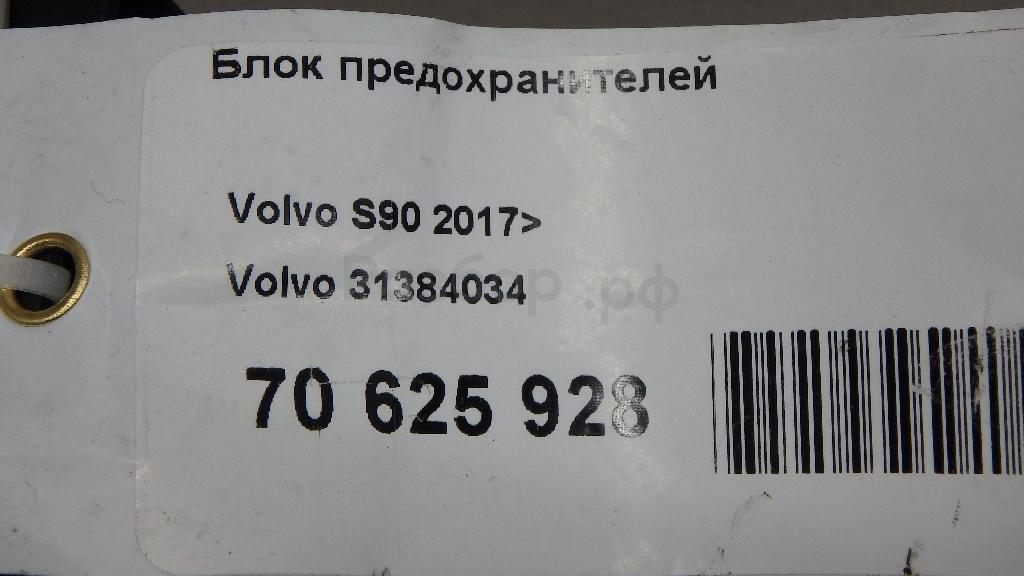 Блок предохранителей
Volvo S90 2017>
Volvo 31384034
70 625 928